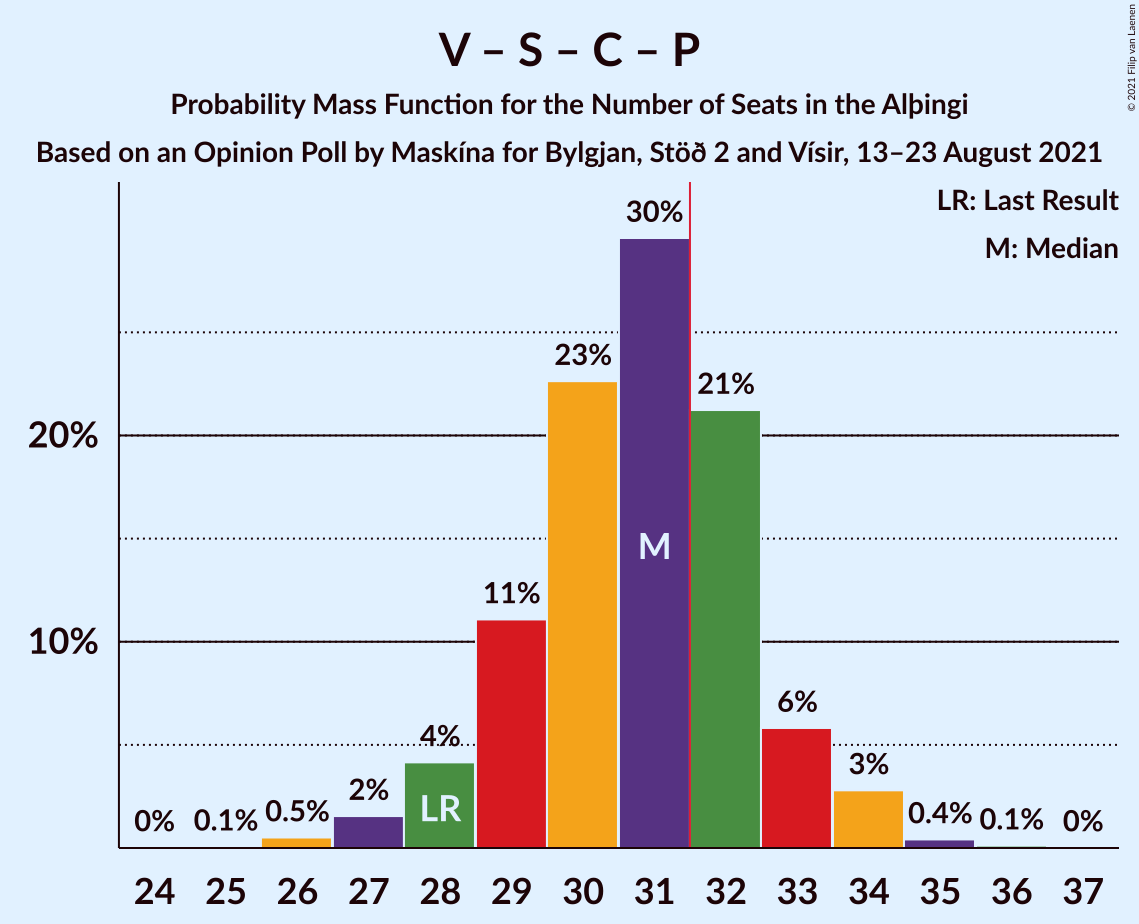 V – S – C – P
Probability Mass Function for the Number of Seats in the Alþingi
Based on an Opinion Poll by Maskína for Bylgjan, Stöð 2 and Vísir, 13–23 August 2021
© 2021 Filip van Laenen
LR: Last Result
M: Median
20%
10%
0% 0.1% 0.5% 2% 4% 11% 23% 30% 21% 6% 3% 0.4% 0.1% 0%
M
LR
24 25 26 27 28 29 30 31 32 33 34 35 36 37